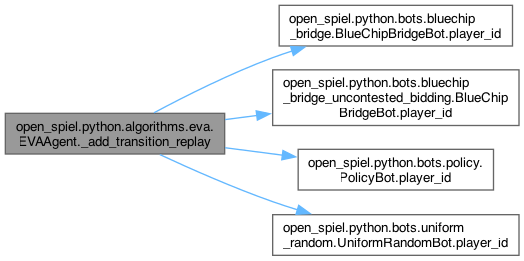 open_spiel.python.bots.bluechip
_bridge.BlueChipBridgeBot.player_id
open_spiel.python.bots.bluechip
_bridge_uncontested_bidding.BlueChip
BridgeBot.player_id
open_spiel.python.algorithms.eva.
EVAAgent._add_transition_replay
open_spiel.python.bots.policy.
PolicyBot.player_id
open_spiel.python.bots.uniform
_random.UniformRandomBot.player_id